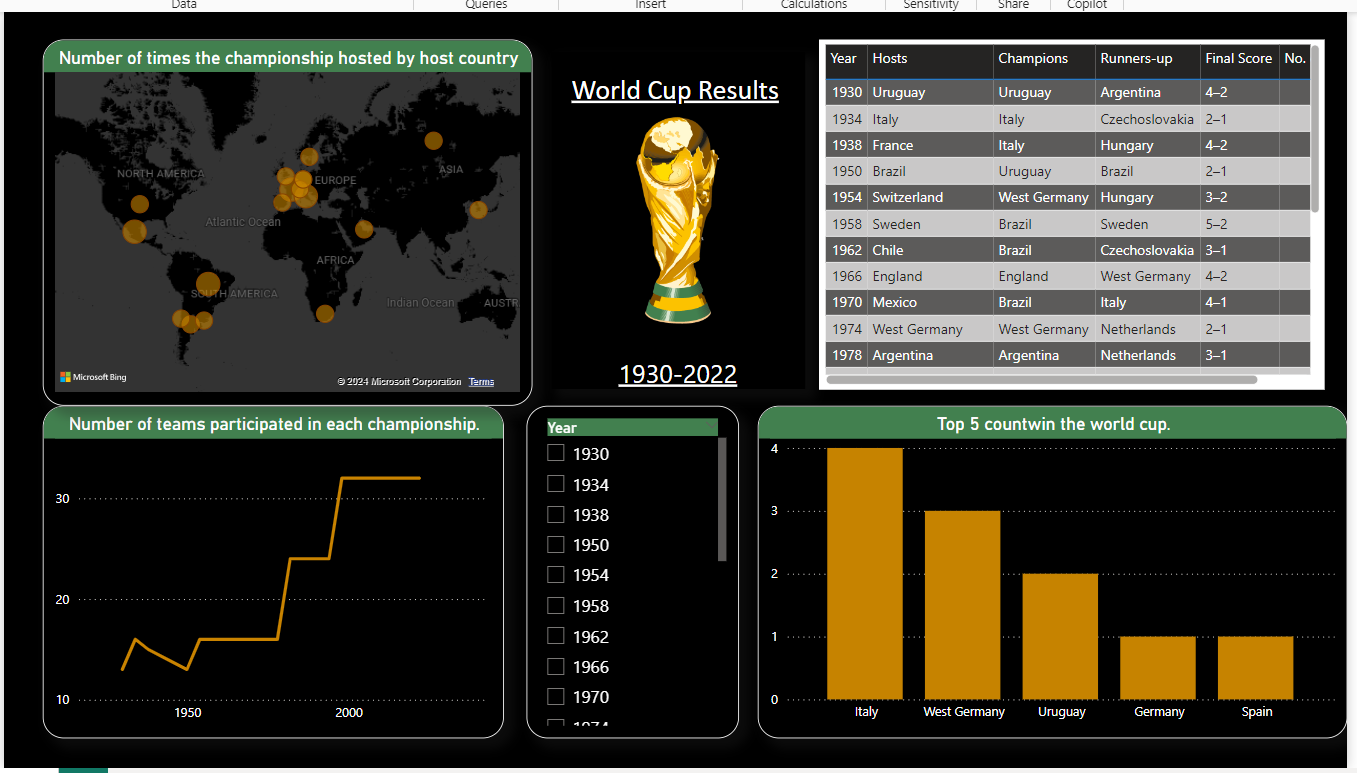 Data Queries Insert Calculations Sensitivity Share Copilot
Number of times the championship hosted by host country
NORTH AMERICA
EUROPE
ASIA
Atlantic Ocean
AFRICA
SOUTH AMERICA
Indian Ocean
AUSTR
Microsoft Bing
© 2024 Microsoft Corporation Terms
World Cup Results
1930-2022
Year Hosts Champions Runners-up Final Score No.
1930 Uruguay Uruguay Argentina 4–2
1934 Italy Italy Czechoslovakia 2–1
1938 France Italy Hungary 4–2
1950 Brazil Uruguay Brazil 2–1
1954 Switzerland West Germany Hungary 3–2
1958 Sweden Brazil Sweden 5–2
1962 Chile Brazil Czechoslovakia 3–1
1966 England England West Germany 4–2
1970 Mexico Brazil Italy 4–1
1974 West Germany West Germany Netherlands 2–1
1978 Argentina Argentina Netherlands 3–1
Number of teams participated in each championship.
30
20
10
1950 2000
Year
1930
1934
1938
1950
1954
1958
1962
1966
1970
1974
Top 5 countwin the world cup.
4
3
2
1
0
Italy West Germany Uruguay Germany Spain